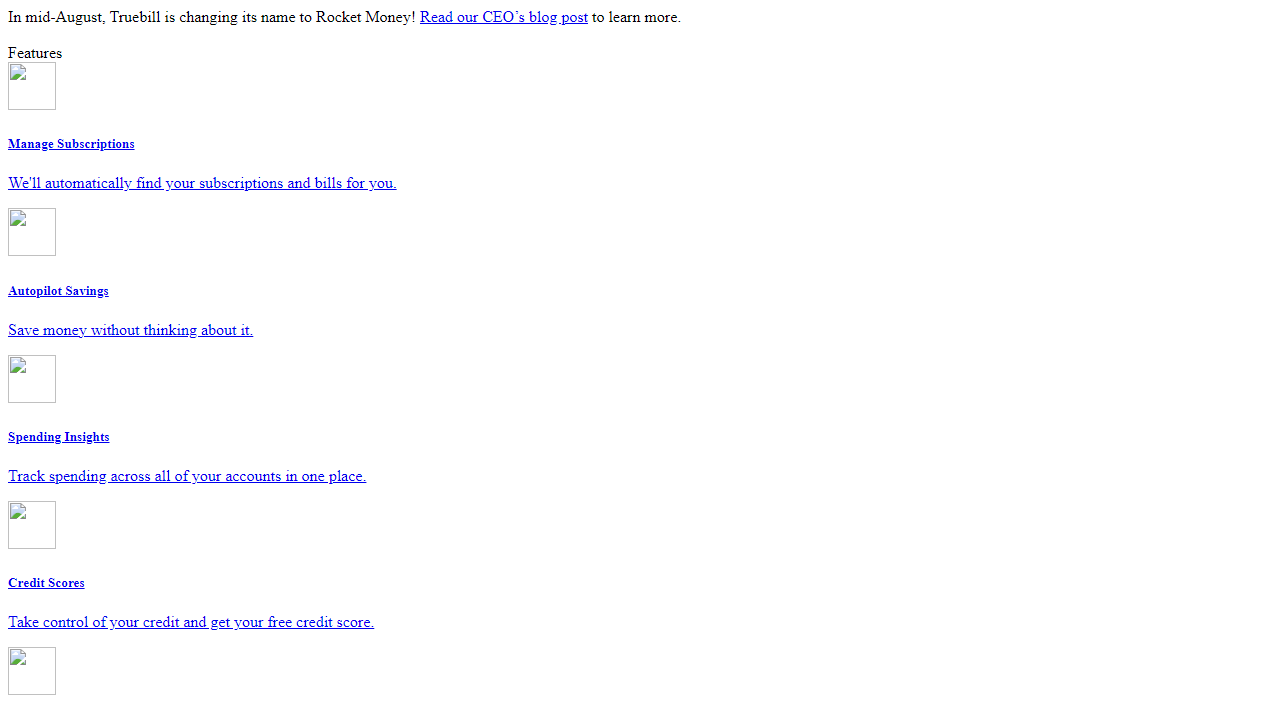 In mid-August, Truebill is changing its name to Rocket Money! Read our CEO’s blog post to learn more.
Features
Manage Subscriptions
We'll automatically find your subscriptions and bills for you.
Autopilot Savings
Save money without thinking about it.
Spending Insights
Track spending across all of your accounts in one place.
Credit Scores
Take control of your credit and get your free credit score.